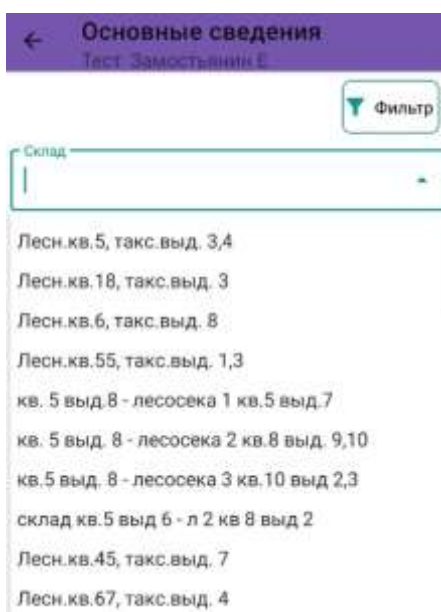 Основные сведения
Тест Замостьянин Е
Фильтр
Склад
Лесн.кв.5, такс.выд. 3,4
Лесн.кв.18, такс.выд. 3
Лесн.кв.6, такс.выд. 8
Лесн.кв.55, такс.выд. 1,3
кв. 5 выд.8 - лесосека 1 кв.5 выд.7
кв. 5 выд. 8 - лесосека 2 кв.8 выд. 9,10
кв.5 выд. 8 - лесосека 3 кв.10 выд 2,3
склад кв.5 выд 6 - л 2 кв 8 выд 2
Лесн.кв.45, такс.выд. 7
Лесн.кв.67, такс.выд. 4